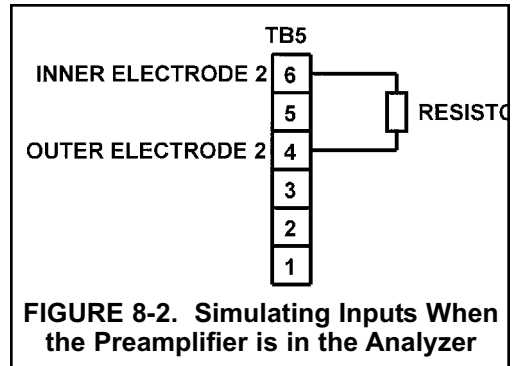 TB5
INNER ELECTRODE 2 6
5 RESISTO
OUTER ELECTRODE 2 4
3
2
1
FIGURE 8-2. Simulating Inputs When
the Preamplifier is in the Analyzer